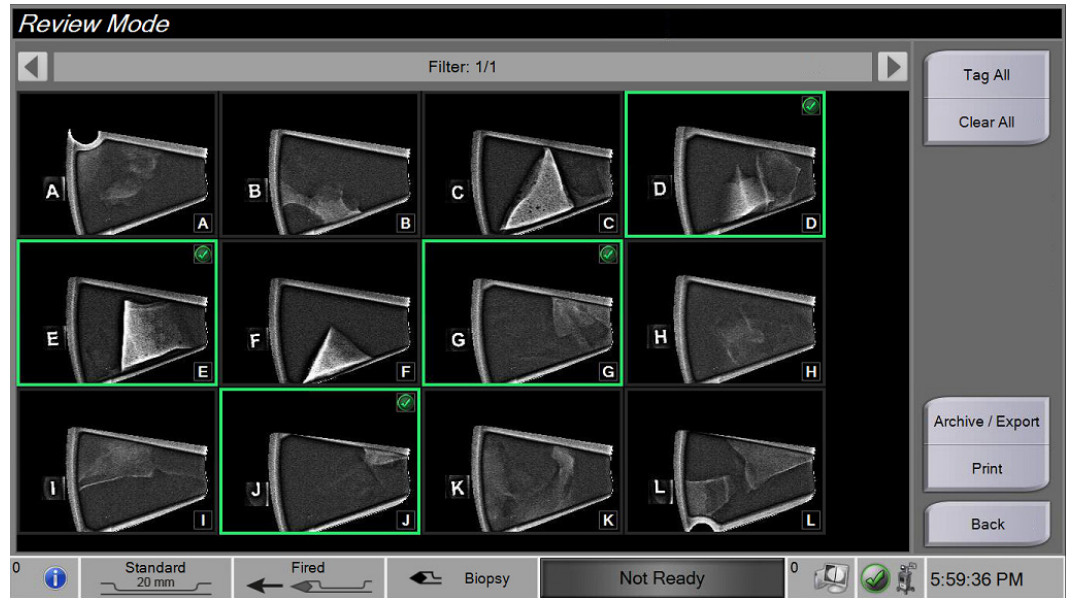 Review Mode
Filter: 1/1
Tag All
Clear All
A A
B B
C C
D D
E E
F F
G G
H H
I I
J J
K K
L L
Archive / Export
Print
Back
0
Standard
20 mm
Fired
Biopsy
Not Ready
0
5:59:36 PM